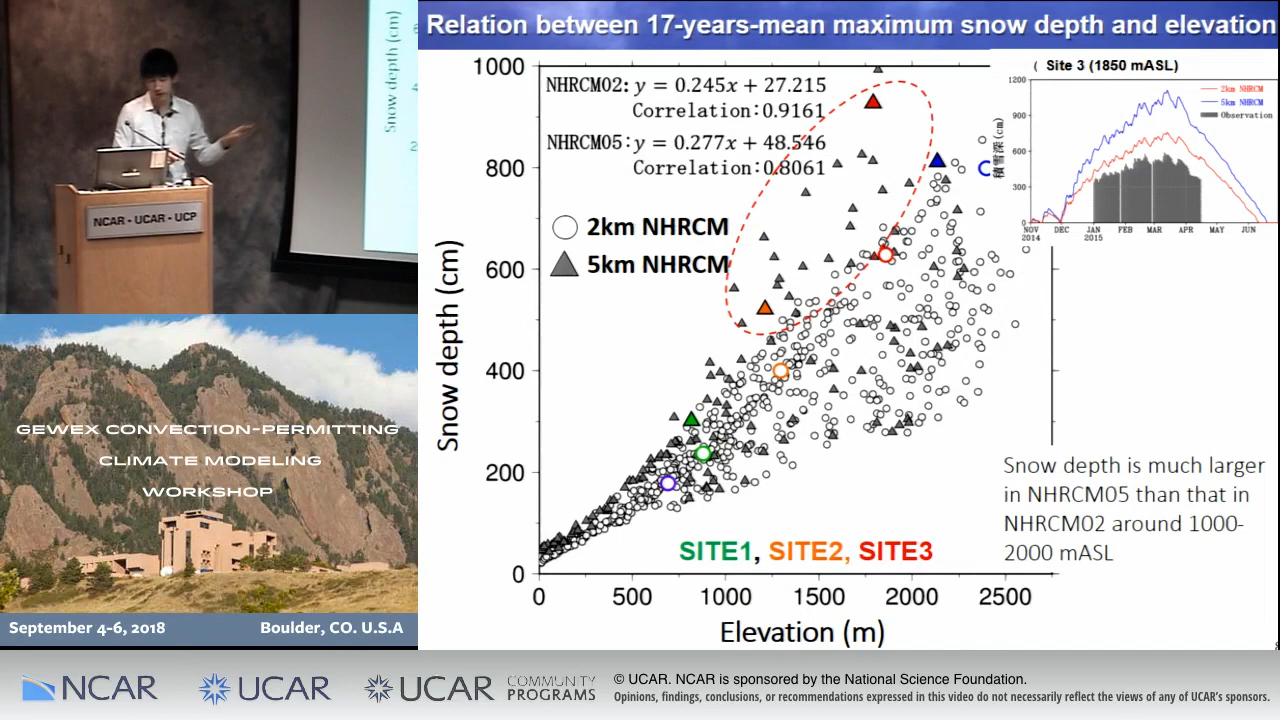 Snow depth (cm)
NCAR - UCAR - UCP
GEWEX CONVECTION-PERMITTING
CLIMATE MODELING
WORKSHOP
September 4-6, 2018
Boulder, CO. U.S.A
Relation between 17-years-mean maximum snow depth and elevation
NHRCM02: y = 0.245x + 27.215
Correlation:0.9161
NHRCM05: y = 0.277x + 48.546
Correlation:0.8061
2km NHRCM
5km NHRCM
1000
800
600
400
200
0
Snow depth (cm)
0 500 1000 1500 2000 2500
Elevation (m)
SITE1, SITE2, SITE3
( Site 3 (1850 mASL)
2km NHRCM
5km NHRCM
Observation
1200
900
600
300
0
積雪深(cm)
NOV DEC JAN FEB MAR APR MAY JUN
2014 2015
Snow depth is much larger
in NHRCM05 than that in
NHRCM02 around 1000-
2000 mASL
NCAR
UCAR
UCAR COMMUNITY PROGRAMS
© UCAR. NCAR is sponsored by the National Science Foundation.
Opinions, findings, conclusions, or recommendations expressed in this video do not necessarily reflect the views of any of UCAR's sponsors.